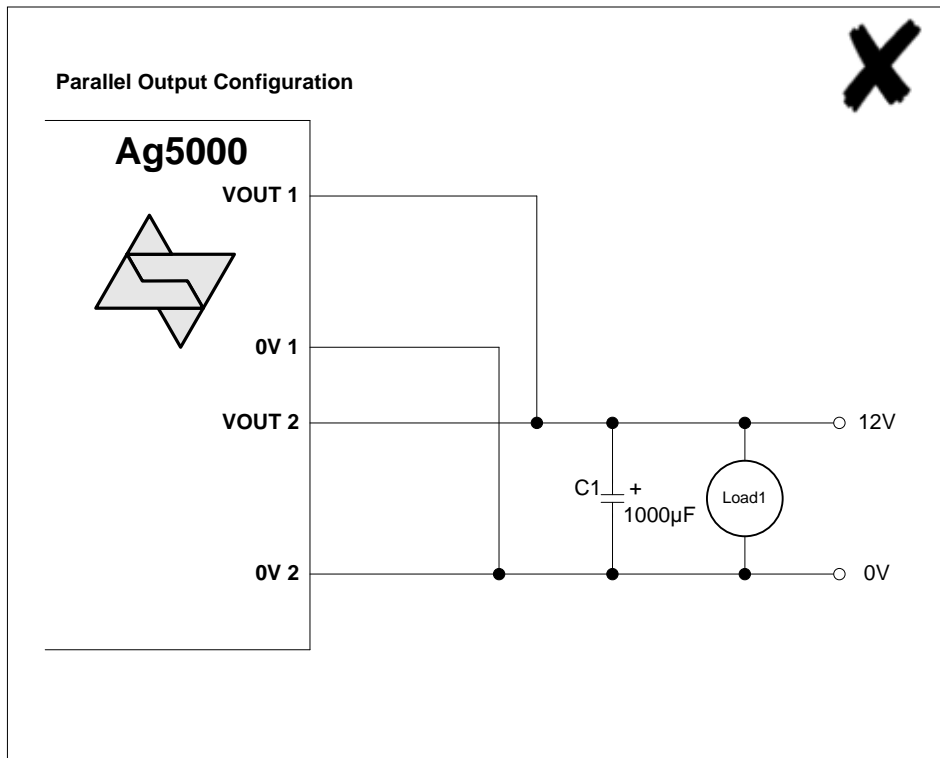 Parallel Output Configuration
Ag5000
VOUT 1
0V 1
VOUT 2
12V
C1
+
1000µF
Load1
0V 2
0V